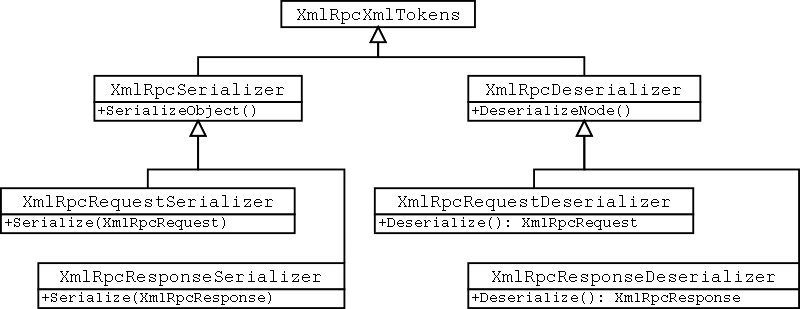 XmlRpcXmlTokens
XmlRpcSerializer
+SerializeObject()
XmlRpcDeserializer
+DeserializeNode()
XmlRpcRequestSerializer
+Serialize(XmlRpcRequest)
XmlRpcRequestDeserializer
+Deserialize(): XmlRpcRequest
XmlRpcResponseSerializer
+Serialize(XmlRpcResponse)
XmlRpcResponseDeserializer
+Deserialize(): XmlRpcResponse